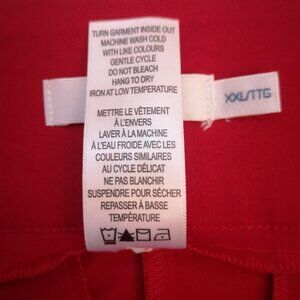 TURN GARMENT INSIDE OUT
MACHINE WASH COLD
WITH LIKE COLOURS
GENTLE CYCLE
DO NOT BLEACH
HANG TO DRY
IRON AT LOW TEMPERATURE
METTRE LE VÊTEMENT
À L'ENVERS
LAVER À LA MACHINE
À L'EAU FROIDE AVEC LES
COULEURS SIMILAIRES
AU CYCLE DÉLICAT
NE PAS BLANCHIR
SUSPENDRE POUR SÉCHER
REPASSER À BASSE
TEMPÉRATURE
XXL/TTG